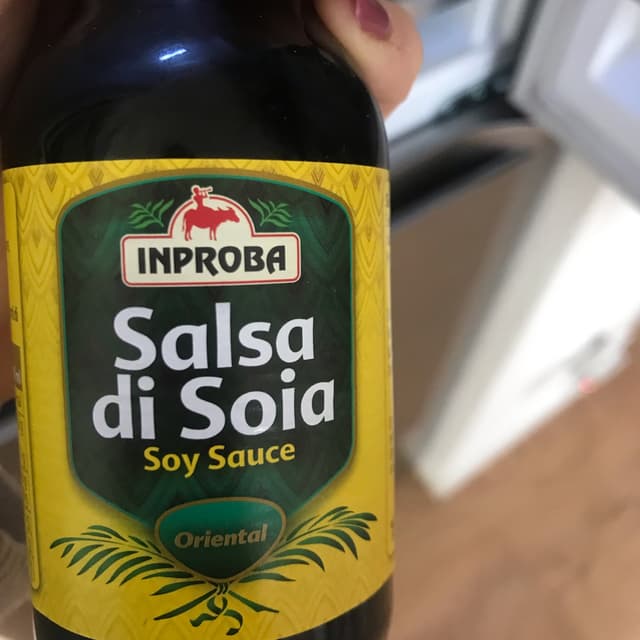 INPROBA
Salsa
di Soia
Soy Sauce
Oriental